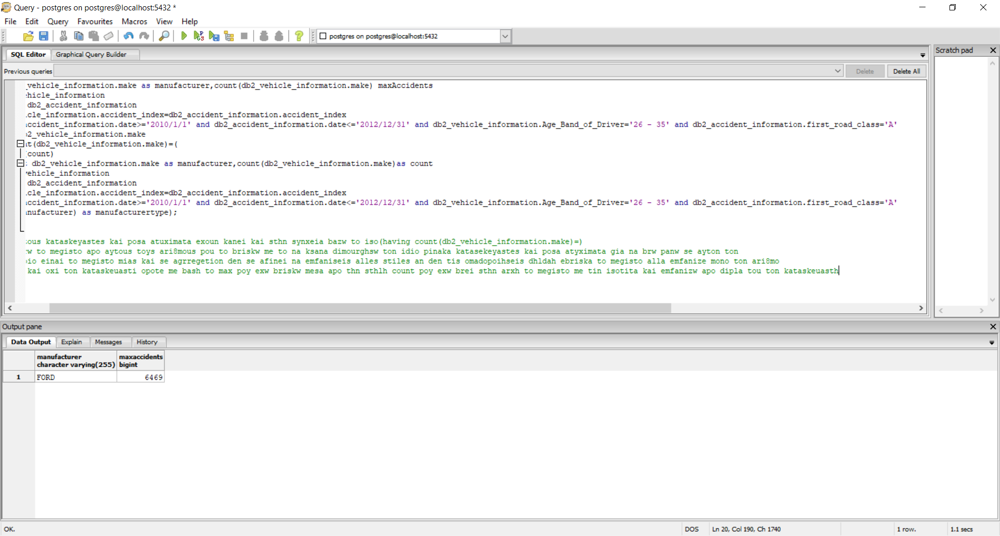 Query - postgres on postgres@localhost:5432 *
File Edit Query Favourites Macros View Help
postgres on postgres@localhost:5432
SQL Editor Graphical Query Builder
Scratch pad
Previous queries Delete Delete All
_vehicle_information.make as manufacturer,count(db2_vehicle_information.make) maxAccidents
hicle_information
db2_accident_information
cle_information.accident_index=db2_accident_information.accident_index
ccident_information.date>='2010/1/1' and db2_accident_information.date<='2012/12/31' and db2_vehicle_information.Age_Band_of_Driver='26 - 35' and db2_accident_information.first_road_class='A'
2_vehicle_information.make
t(db2_vehicle_information.make)=(
(count)
db2_vehicle_information.make as manufacturer,count(db2_vehicle_information.make)as count
ehicle_information
db2_accident_information
cle_information.accident_index=db2_accident_information.accident_index
ccident_information.date>='2010/1/1' and db2_accident_information.date<='2012/12/31' and db2_vehicle_information.Age_Band_of_Driver='26 - 35' and db2_accident_information.first_road_class='A'
nufacturer) as manufacturertype);
ous kataskeyastes kai posa atuximata exoun kanei kai sthn synxeia bazw to iso(having count(db2_vehicle_information.make)=)
w to megisto apo aytous toys ari8mous pou to briskw me to na ksana dimourghsw ton idio pinaka katasekeyastes kai posa atyximata gia na brw panw se ayton ton
io einai to megisto mias kai se agrregetion den se afinei na emfaniseis alles stiles an den tis omadopoihseis dhldah ebriska to megisto alla emfanize mono ton ari8mo
kai oxi ton kataskeuasti opote me bash to max poy exw briskw mesa apo thn sthlh count poy exw brei sthn arxh to megisto me tin isotita kai emfanizw apo dipla tou ton kataskeuasth
Output pane
Data Output Explain Messages History
manufacturer maxaccidents
character varying(255) bigint
1 FORD 6469
OK. DOS Ln 20, Col 190, Ch 1740 1 row. 1.1 secs